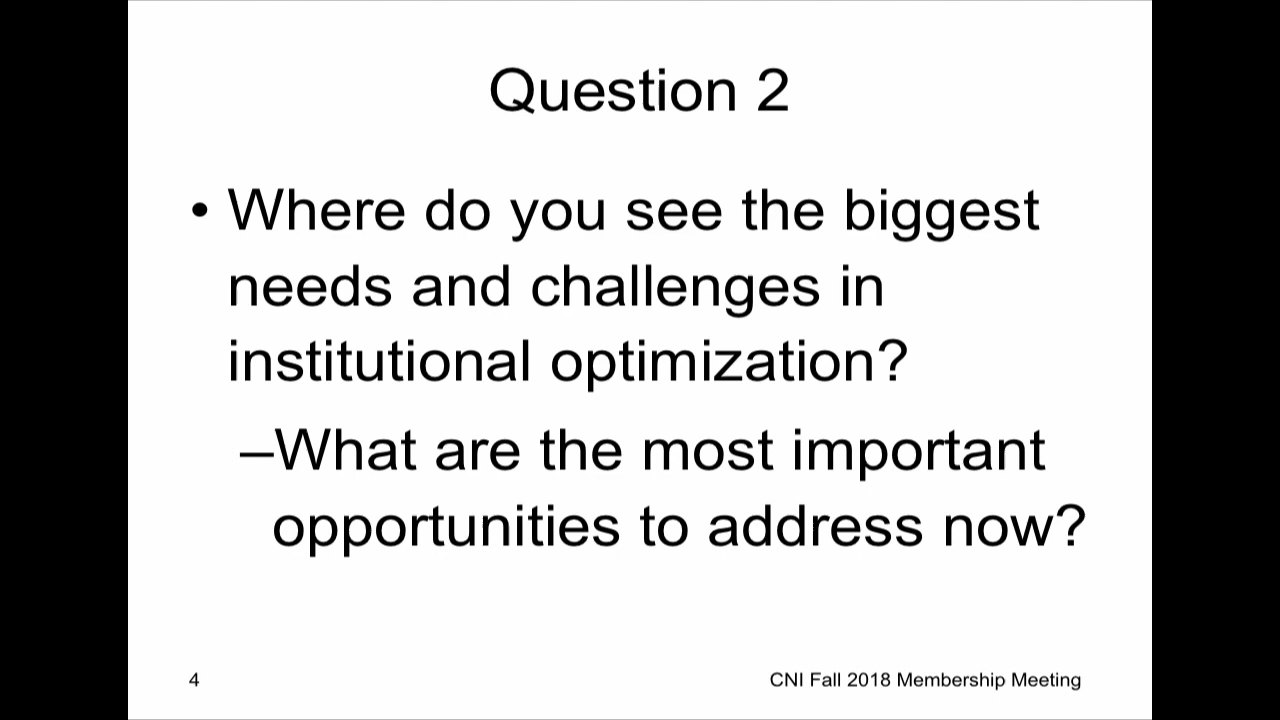 Question 2
• Where do you see the biggest
needs and challenges in
institutional optimization?
–What are the most important
opportunities to address now?
4
CNI Fall 2018 Membership Meeting